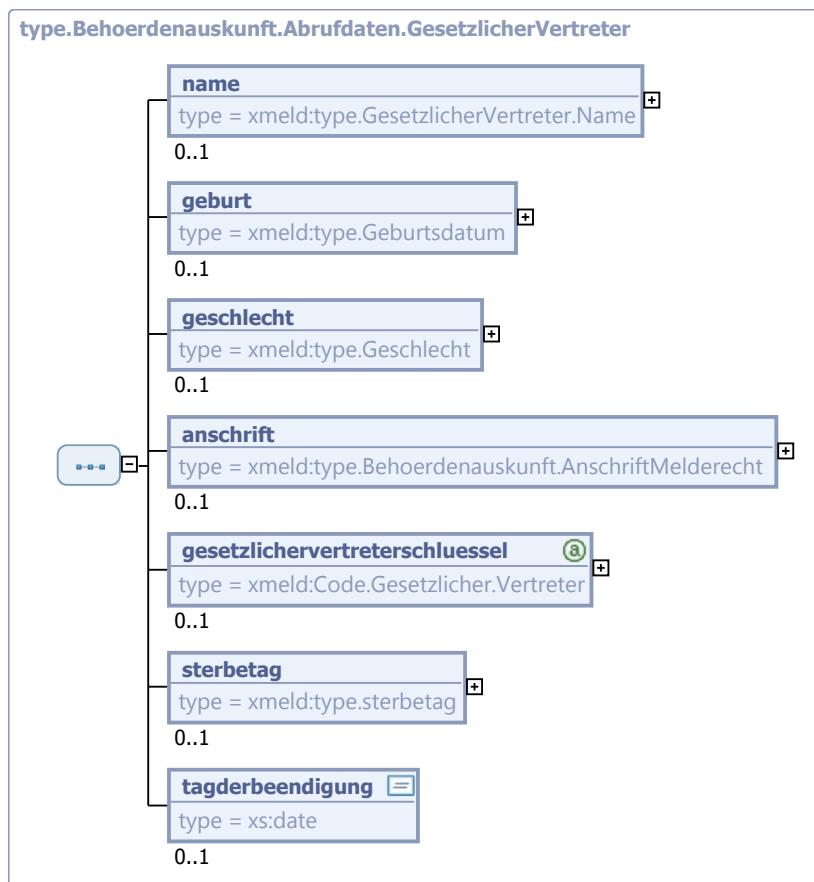 type.Behoerdenauskunft.Abrufdaten.GesetzlicherVertreter
name
type = xmeld:type.GesetzlicherVertreter.Name
0..1
geburt
type = xmeld:type.Geburtsdatum
0..1
geschlecht
type = xmeld:type.Geschlecht
0..1
anschrift
type = xmeld:type.Behoerdenauskunft.AnschriftMelderecht
0..1
gesetzlichervertreterschluessel a
type = xmeld:Code.Gesetzlicher.Vertreter
0..1
sterbetag
type = xmeld:type.sterbetag
0..1
tagderbeendigung
type = xs:date
0..1